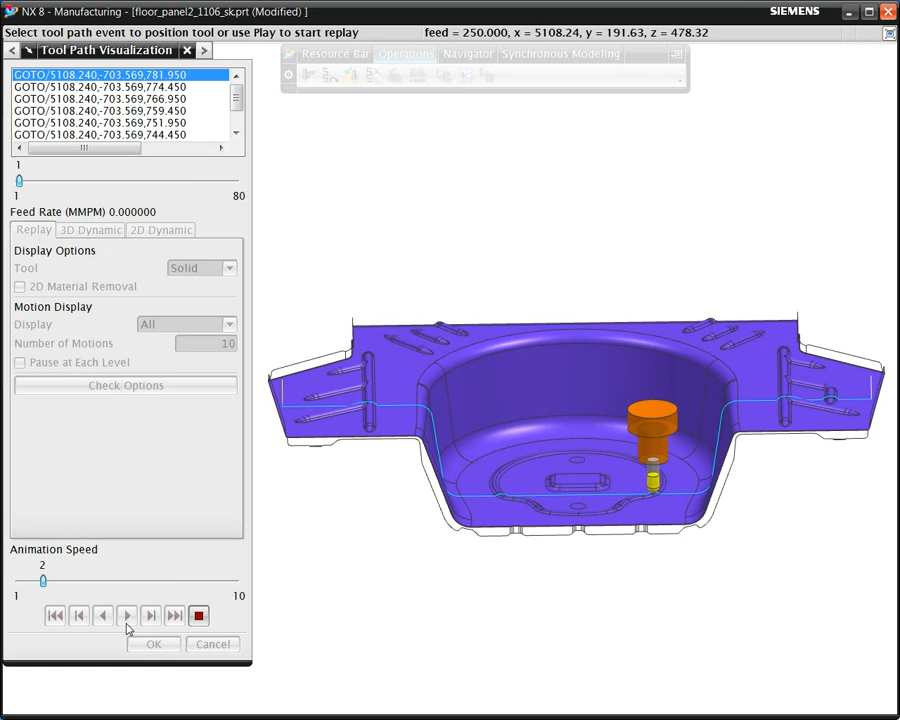 NX 8 - Manufacturing - [floor_panel2_1106_sk.prt (Modified) ]
SIEMENS
Select tool path event to position tool or use Play to start replay
feed = 250.000, x = 5108.24, y = 191.63, z = 478.32
Tool Path Visualization
Resource Bar Operations Navigator Synchronous Modeling
GOTO/5108.240,-703.569,781.950
GOTO/5108.240,-703.569,774.450
GOTO/5108.240,-703.569,766.950
GOTO/5108.240,-703.569,759.450
GOTO/5108.240,-703.569,751.950
GOTO/5108.240,-703.569,744.450
1
1 80
Feed Rate (MMPM) 0.000000
Replay 3D Dynamic 2D Dynamic
Display Options
Tool Solid
2D Material Removal
Motion Display
Display All
Number of Motions 10
Pause at Each Level
Check Options
Animation Speed
2
1 10
OK Cancel